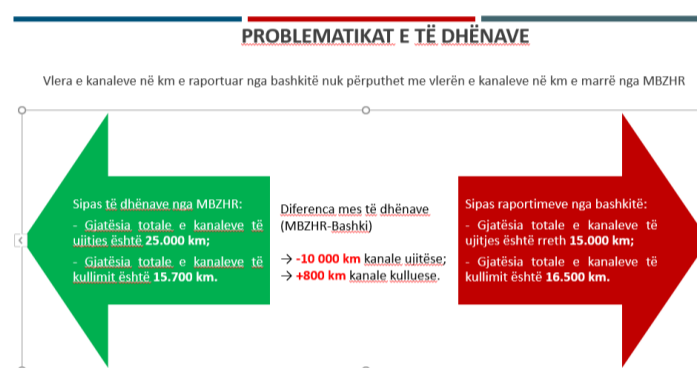 PROBLEMATIKAT E TË DHËNAVE
Vlera e kanaleve në km e raportuar nga bashkitë nuk përputhet me vlerën e kanaleve në km e marrë nga MBZHR
Sipas të dhënave nga MBZHR:
- Gjatësia totale e kanaleve të
ujitjes është 25.000 km;
- Gjatësia totale e kanaleve të
kullimit është 15.700 km.
Diferenca mes të dhënave
(MBZHR-Bashki)
→ -10 000 km kanale ujitëse;
→ +800 km kanale kulluese.
Sipas raportimeve nga bashkitë:
- Gjatësia totale e kanaleve të
ujitjes është rreth 15.000 km;
- Gjatësia totale e kanaleve të
kullimit është 16.500 km.